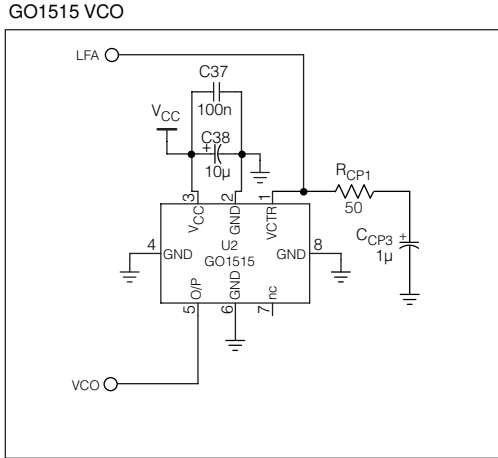 GO1515 VCO
LFA
C37
100n
VCC
C38
+
10µ
3
2
1
RCP1
50
VCC
GND
VCTR
CCP3
+
1µ
4
GND
U2
GO1515
GND
8
O/P
GND
nc
5
6
7
VCO